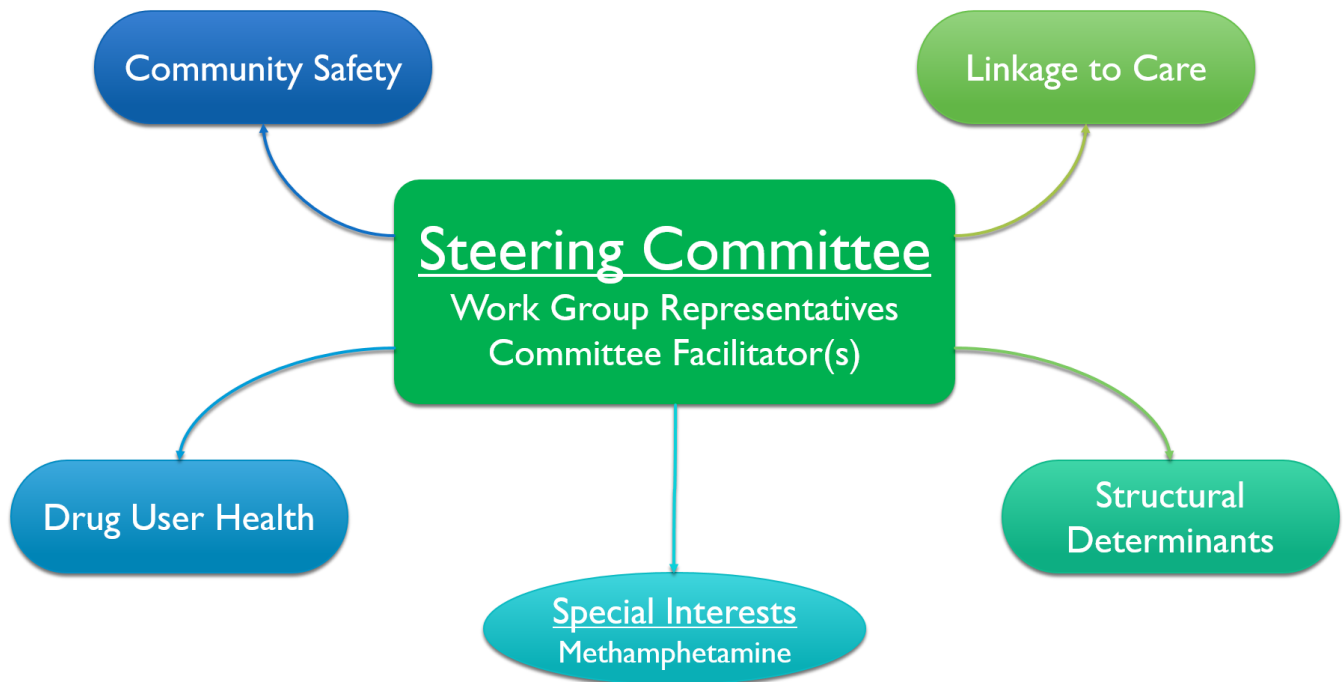 Community Safety
Linkage to Care
Steering Committee
Work Group Representatives
Committee Facilitator(s)
Drug User Health
Structural
Determinants
Special Interests
Methamphetamine